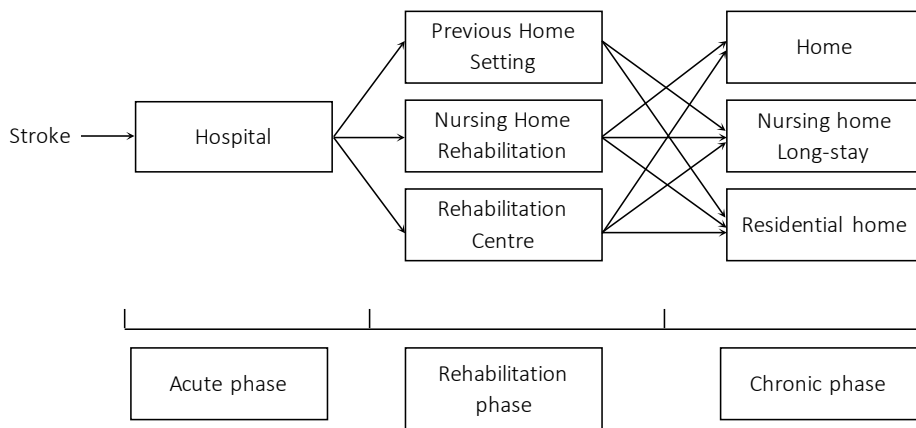 Stroke
Hospital
Previous Home
Setting
Nursing Home
Rehabilitation
Rehabilitation
Centre
Home
Nursing home
Long-stay
Residential home
Acute phase
Rehabilitation
phase
Chronic phase